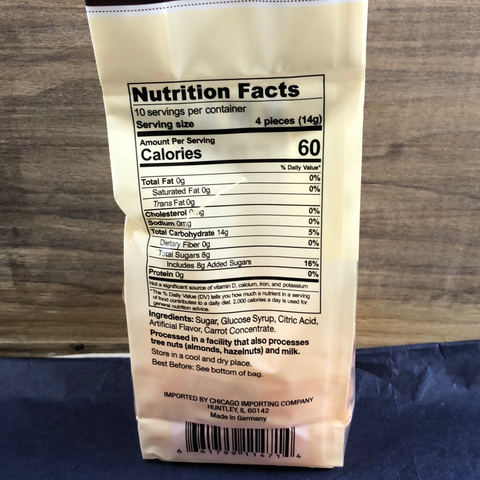 Nutrition Facts
10 servings per container
Serving size 4 pieces (14g)
Amount Per Serving
Calories 60
% Daily Value*
Total Fat 0g 0%
Saturated Fat 0g 0%
Trans Fat 0g
Cholesterol 0mg 0%
Sodium 0mg 0%
Total Carbohydrate 14g 5%
Dietary Fiber 0g 0%
Total Sugars 8g
Includes 8g Added Sugars 16%
Protein 0g 0%
Not a significant source of vitamin D, calcium, iron, and potassium
*The % Daily Value (DV) tells you how much a nutrient in a serving
of food contributes to a daily diet. 2,000 calories a day is used for
general nutrition advice.
Ingredients: Sugar, Glucose Syrup, Citric Acid,
Artificial Flavor, Carrot Concentrate.
Processed in a facility that also processes
tree nuts (almonds, hazelnuts) and milk.
Store in a cool and dry place.
Best Before: See bottom of bag.
IMPORTED BY CHICAGO IMPORTING COMPANY
HUNTLEY, IL 60142
Made in Germany
6 61799 11471 4